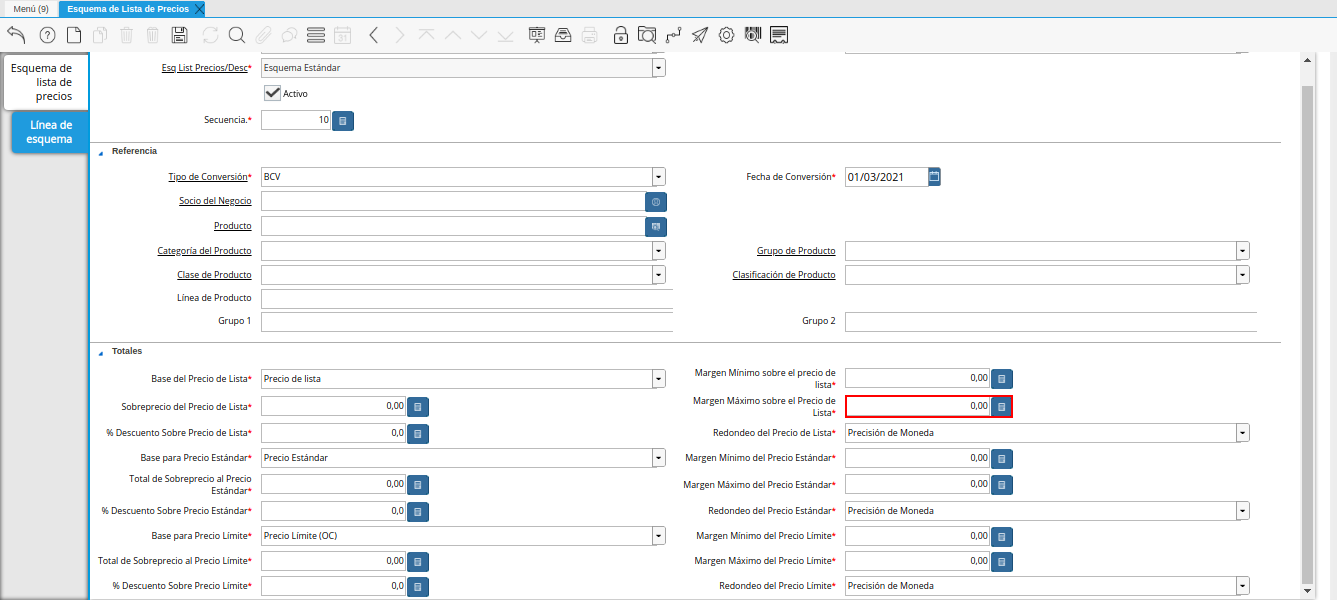 Menú (9)
Esquema de Lista de Precios
31
Esquema de
lista de
precios
Línea de
esquema
Esq List Precios/Desc* Esquema Estándar
Activo
Secuencia.* 10
Referencia
Tipo de Conversión* BCV Fecha de Conversión* 01/03/2021
Socio del Negocio
Producto
Categoría del Producto Grupo de Producto
Clase de Producto Clasificación de Producto
Línea de Producto
Grupo 1 Grupo 2
Totales
Base del Precio de Lista* Precio de lista Margen Mínimo sobre el precio de
lista* 0,00
Sobreprecio del Precio de Lista* 0,00 Margen Máximo sobre el Precio de
Lista* 0,00
% Descuento Sobre Precio de Lista* 0,0 Redondeo del Precio de Lista* Precisión de Moneda
Base para Precio Estándar* Precio Estándar Margen Mínimo del Precio Estándar* 0,00
Total de Sobreprecio al Precio
Estándar* 0,00 Margen Máximo del Precio Estándar* 0,00
% Descuento Sobre Precio Estándar* 0,0 Redondeo del Precio Estándar* Precisión de Moneda
Base para Precio Límite* Precio Límite (OC) Margen Mínimo del Precio Límite* 0,00
Total de Sobreprecio al Precio Límite* 0,00 Margen Máximo del Precio Límite* 0,00
% Descuento Sobre Precio Límite* 0,0 Redondeo del Precio Límite* Precisión de Moneda